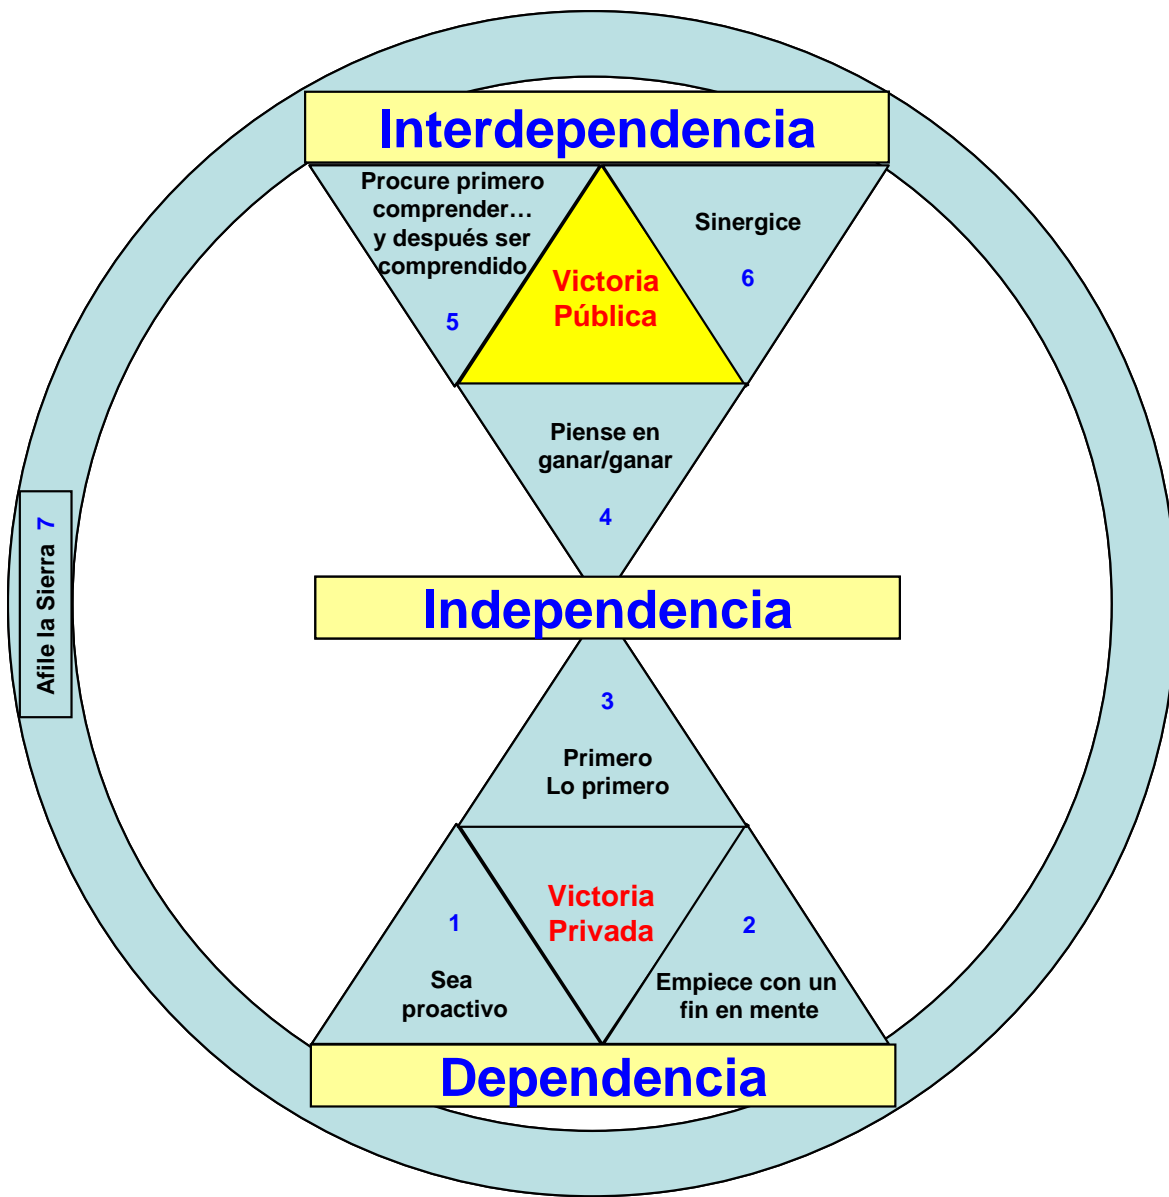 Interdependencia
Procure primero
comprender…
y después ser
comprendido
5
Victoria
Pública
Sinergice
6
Piense en
ganar/ganar
4
Afile la Sierra 7
Independencia
3
Primero
Lo primero
1
Sea
proactivo
Victoria
Privada
2
Empiece con un
fin en mente
Dependencia